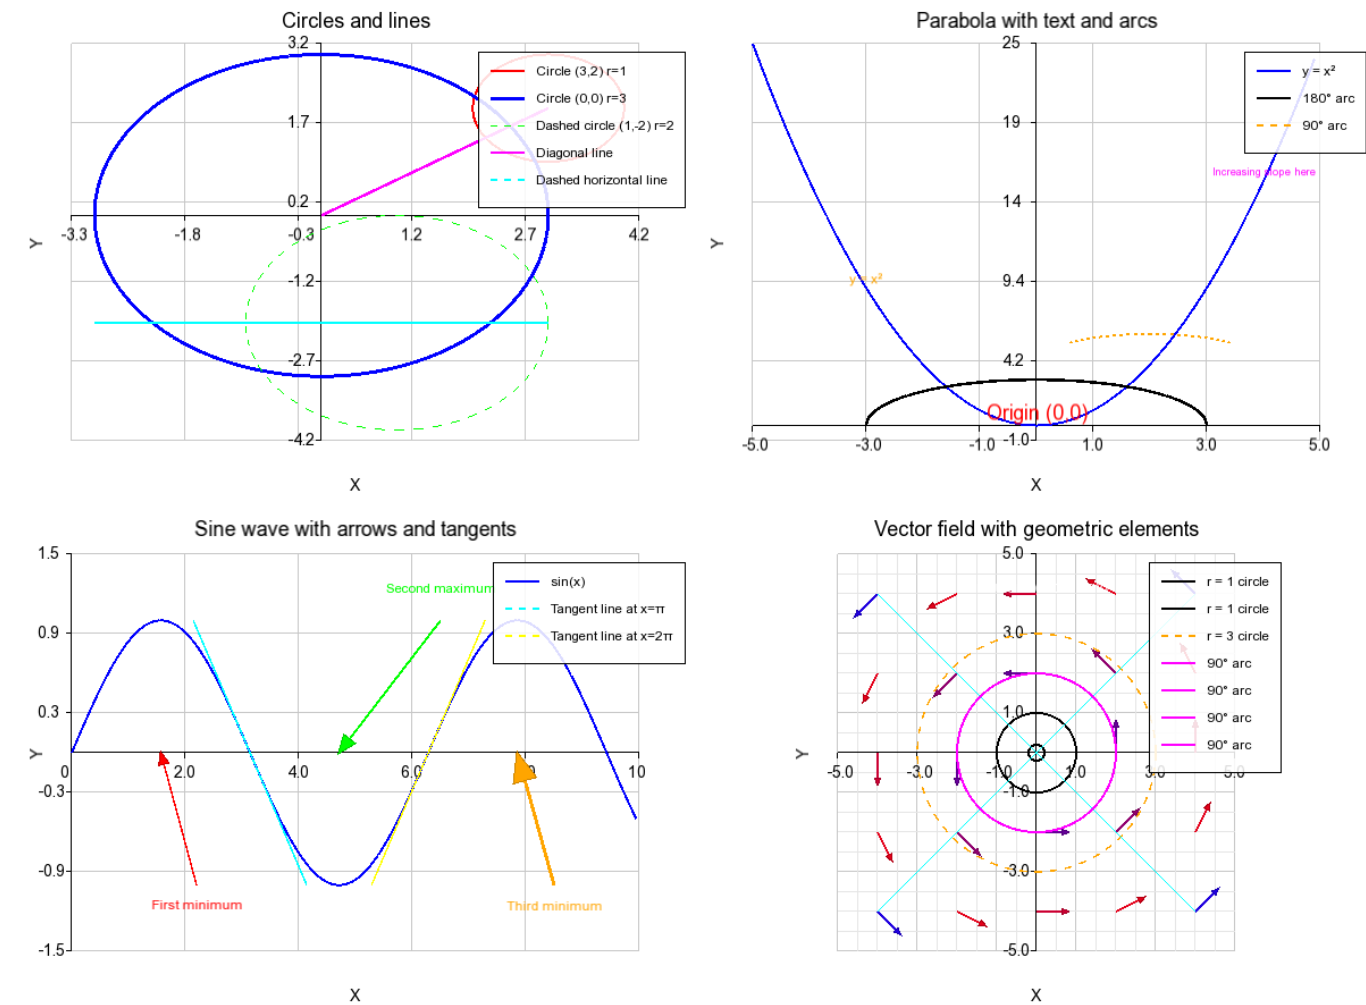 Circles and lines
3.2
1.7
0.2
-1.2
-2.7
-4.2
-3.3
-1.8
-0.3
1.2
2.7
4.2
Y
X
Circle (3,2) r=1
Circle (0,0) r=3
Dashed circle (1,-2) r=2
Diagonal line
Dashed horizontal line
Parabola with text and arcs
25
19
14
9.4
4.2
-1.0
-5.0
-3.0
-1.0
1.0
3.0
5.0
Y
X
y = x²
180° arc
90° arc
Increasing slope here
y = x²
Origin (0,0)
Sine wave with arrows and tangents
1.5
0.9
0.3
-0.3
-0.9
-1.5
0
2.0
4.0
6.0
10
Y
X
sin(x)
Tangent line at x=π
Tangent line at x=2π
Second maximum
First minimum
Third minimum
Vector field with geometric elements
5.0
3.0
1.0
-1.0
-3.0
-5.0
-5.0
-3.0
-1.0
1.0
3.0
5.0
Y
X
r = 1 circle
r = 1 circle
r = 3 circle
90° arc
90° arc
90° arc
90° arc